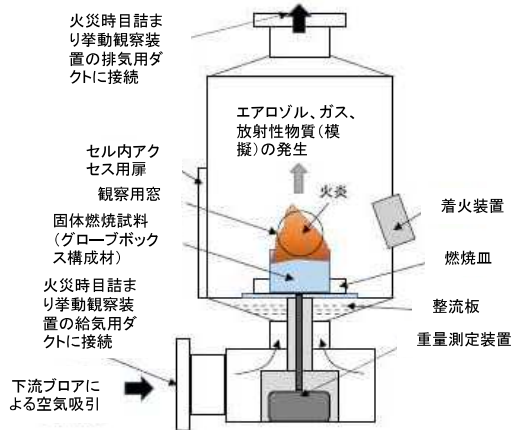 火災時目詰ま
り挙動観察装
置の排気用ダ
クトに接続
エアロゾル、ガス、
放射性物質(模
擬)の発生
セル内アク
セス用扉
観察用窓
火炎
固体燃焼試料
(グローブボック
ス構成材)
着火装置
燃焼皿
火災時目詰ま
り挙動観察装
置の給気用ダ
クトに接続
整流板
重量測定装置
下流ブロアに
よる空気吸引